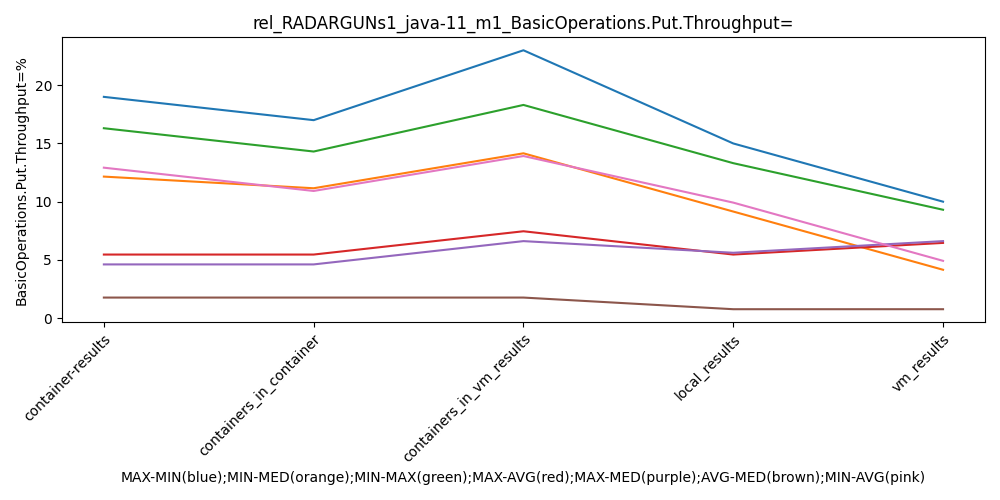 rel_RADARGUNs1_java-11_m1_BasicOperations.Put.Throughput=
BasicOperations.Put.Throughput=%
20
15
10
5
0
container-results
containers_in_container
containers_in_vm_results
local_results
vm_results
MAX-MIN(blue);MIN-MED(orange);MIN-MAX(green);MAX-AVG(red);MAX-MED(purple);AVG-MED(brown);MIN-AVG(pink)